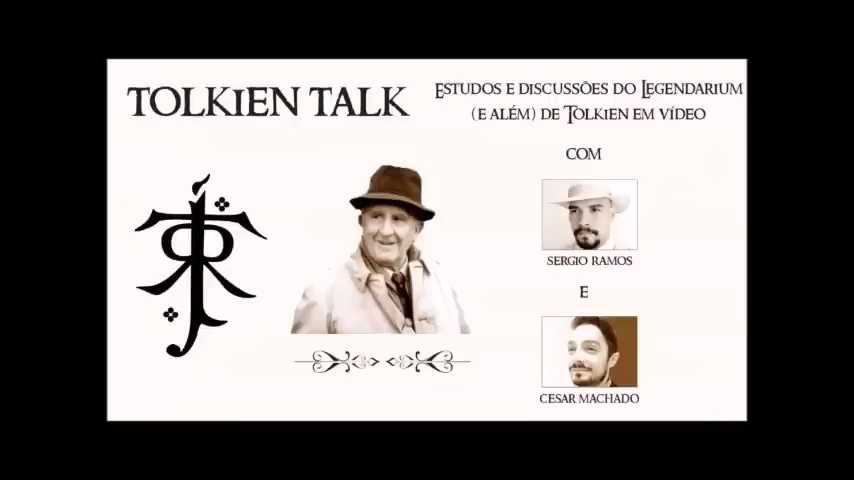 TOLKIEN TALK
ESTUDOS E DISCUSSÕES DO LEGENDARIUM
(E ALÉM) DE TOLKIEN EM VÍDEO
COM
SERGIO RAMOS
E
CESAR MACHADO